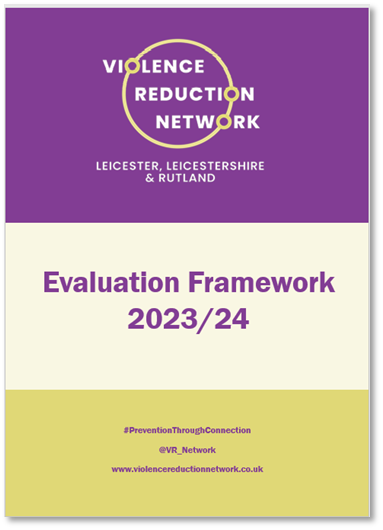 VIOLENCE
REDUCTION
NETWORK
LEICESTER, LEICESTERSHIRE
& RUTLAND
Evaluation Framework
2023/24
#PreventionThroughConnection
@VR_Network
www.violencereductionnetwork.co.uk